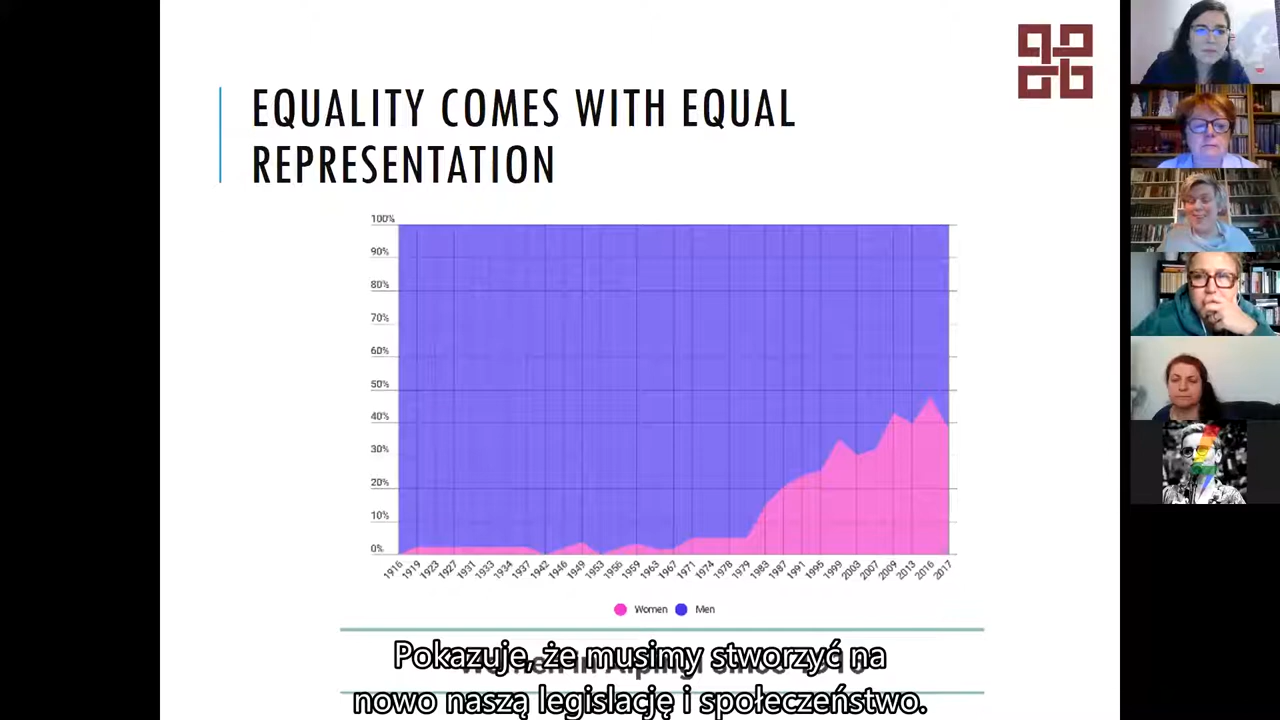 EQUALITY COMES WITH EQUAL
REPRESENTATION
100%
90%
80%
70%
60%
50%
40%
30%
20%
10%
0%
1916 1919 1923 1927 1931 1933 1934 1937 1942 1946 1949 1953 1956 1959 1963 1967 1971 1974 1978 1979 1983 1987 1991 1995 1999 2003 2007 2009 2013 2016 2017
Women Men
Pokazuje, że musimy stworzyć na
nowo naszą legislację i społeczeństwo.